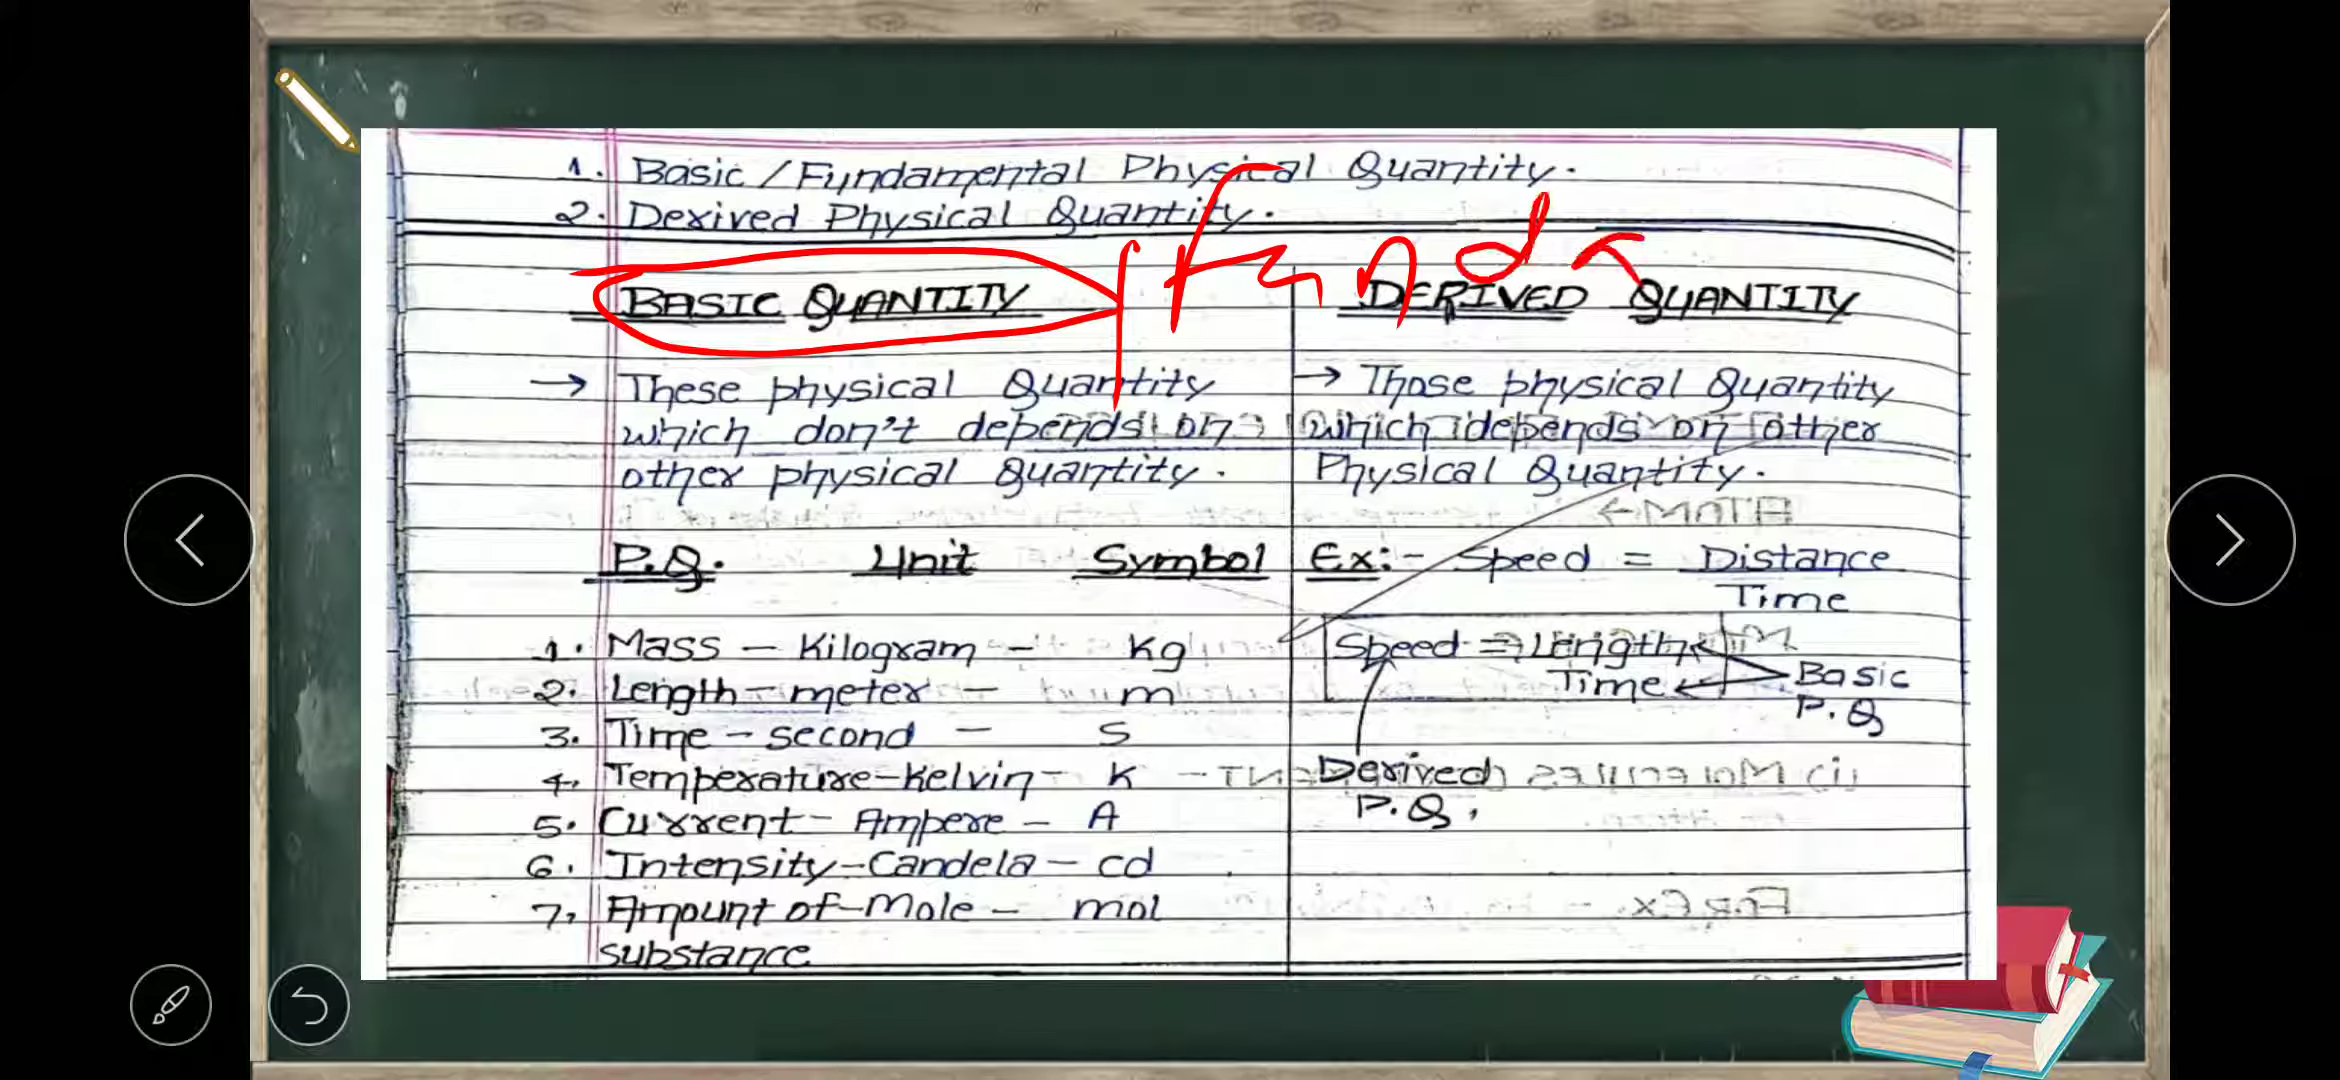 1. Basic / Fundamental Physical Quantity.
2. Derived Physical Quantity.
BASIC QUANTITY
/ funda
→ These physical Quantity
which don't depends on
other physical quantity.
P.Q. Unit Symbol
1. Mass – Kilogram – Kg
2. Length – meter – m
3. Time – second – S
4. Temperature – Kelvin – K
5. Current – Ampere – A
6. Intensity – Candela – cd
7. Amount of – Mole – mol
substance
DERIVED QUANTITY
→ Those physical Quantity
which depends on other
Physical Quantity.
Ex:- Speed = Distance
Time
Speed = Length
Time
Basic
P.Q
Derived
P.Q.